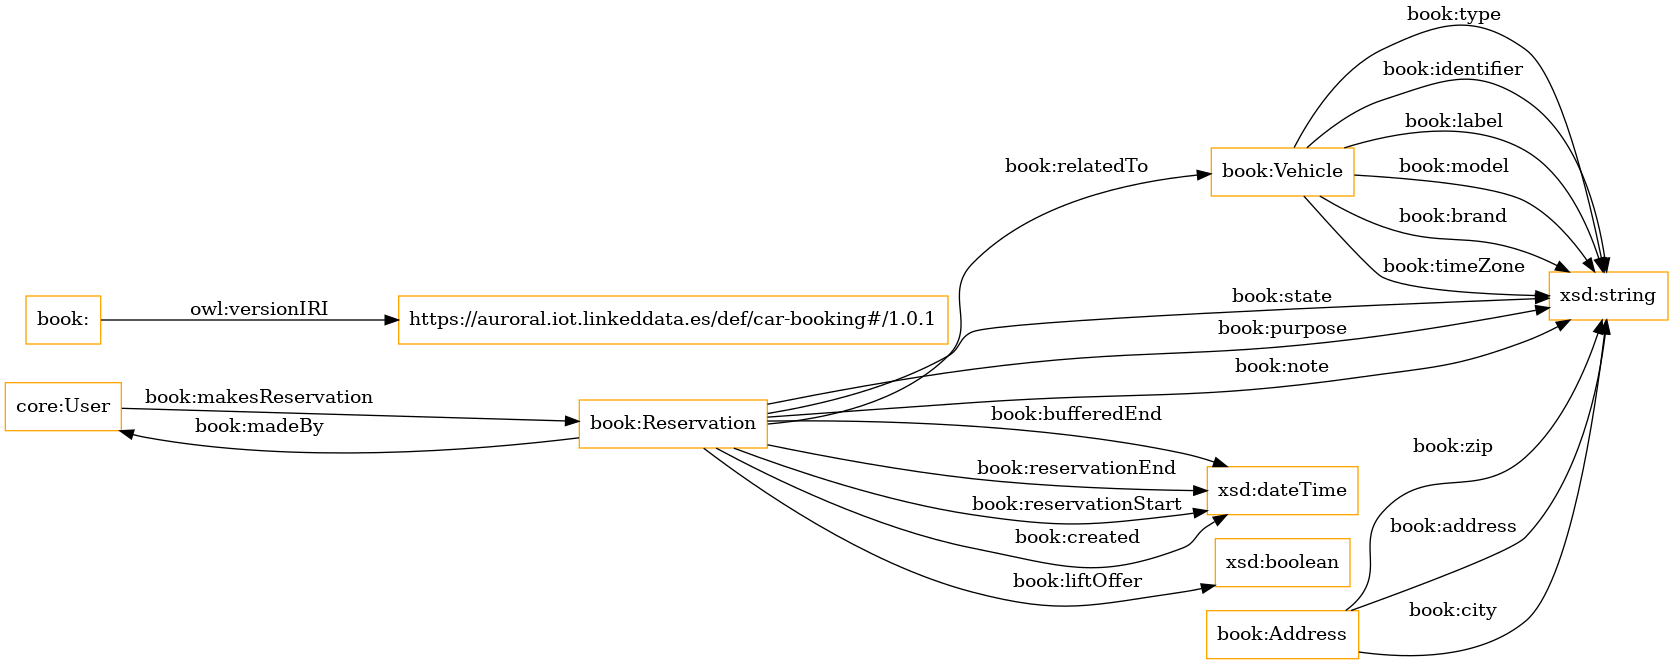 book:type
book:identifier
book:label
book:relatedTo
book:model
book:Vehicle
book:brand
book:timeZone
xsd:string
book:state
book:
owl:versionIRI
https://auroral.iot.linkeddata.es/def/car-booking#/1.0.1
book:purpose
book:note
core:User
book:makesReservation
book:madeBy
book:Reservation
book:bufferedEnd
book:zip
book:reservationEnd
xsd:dateTime
book:reservationStart
book:address
book:created
xsd:boolean
book:liftOffer
book:city
book:Address